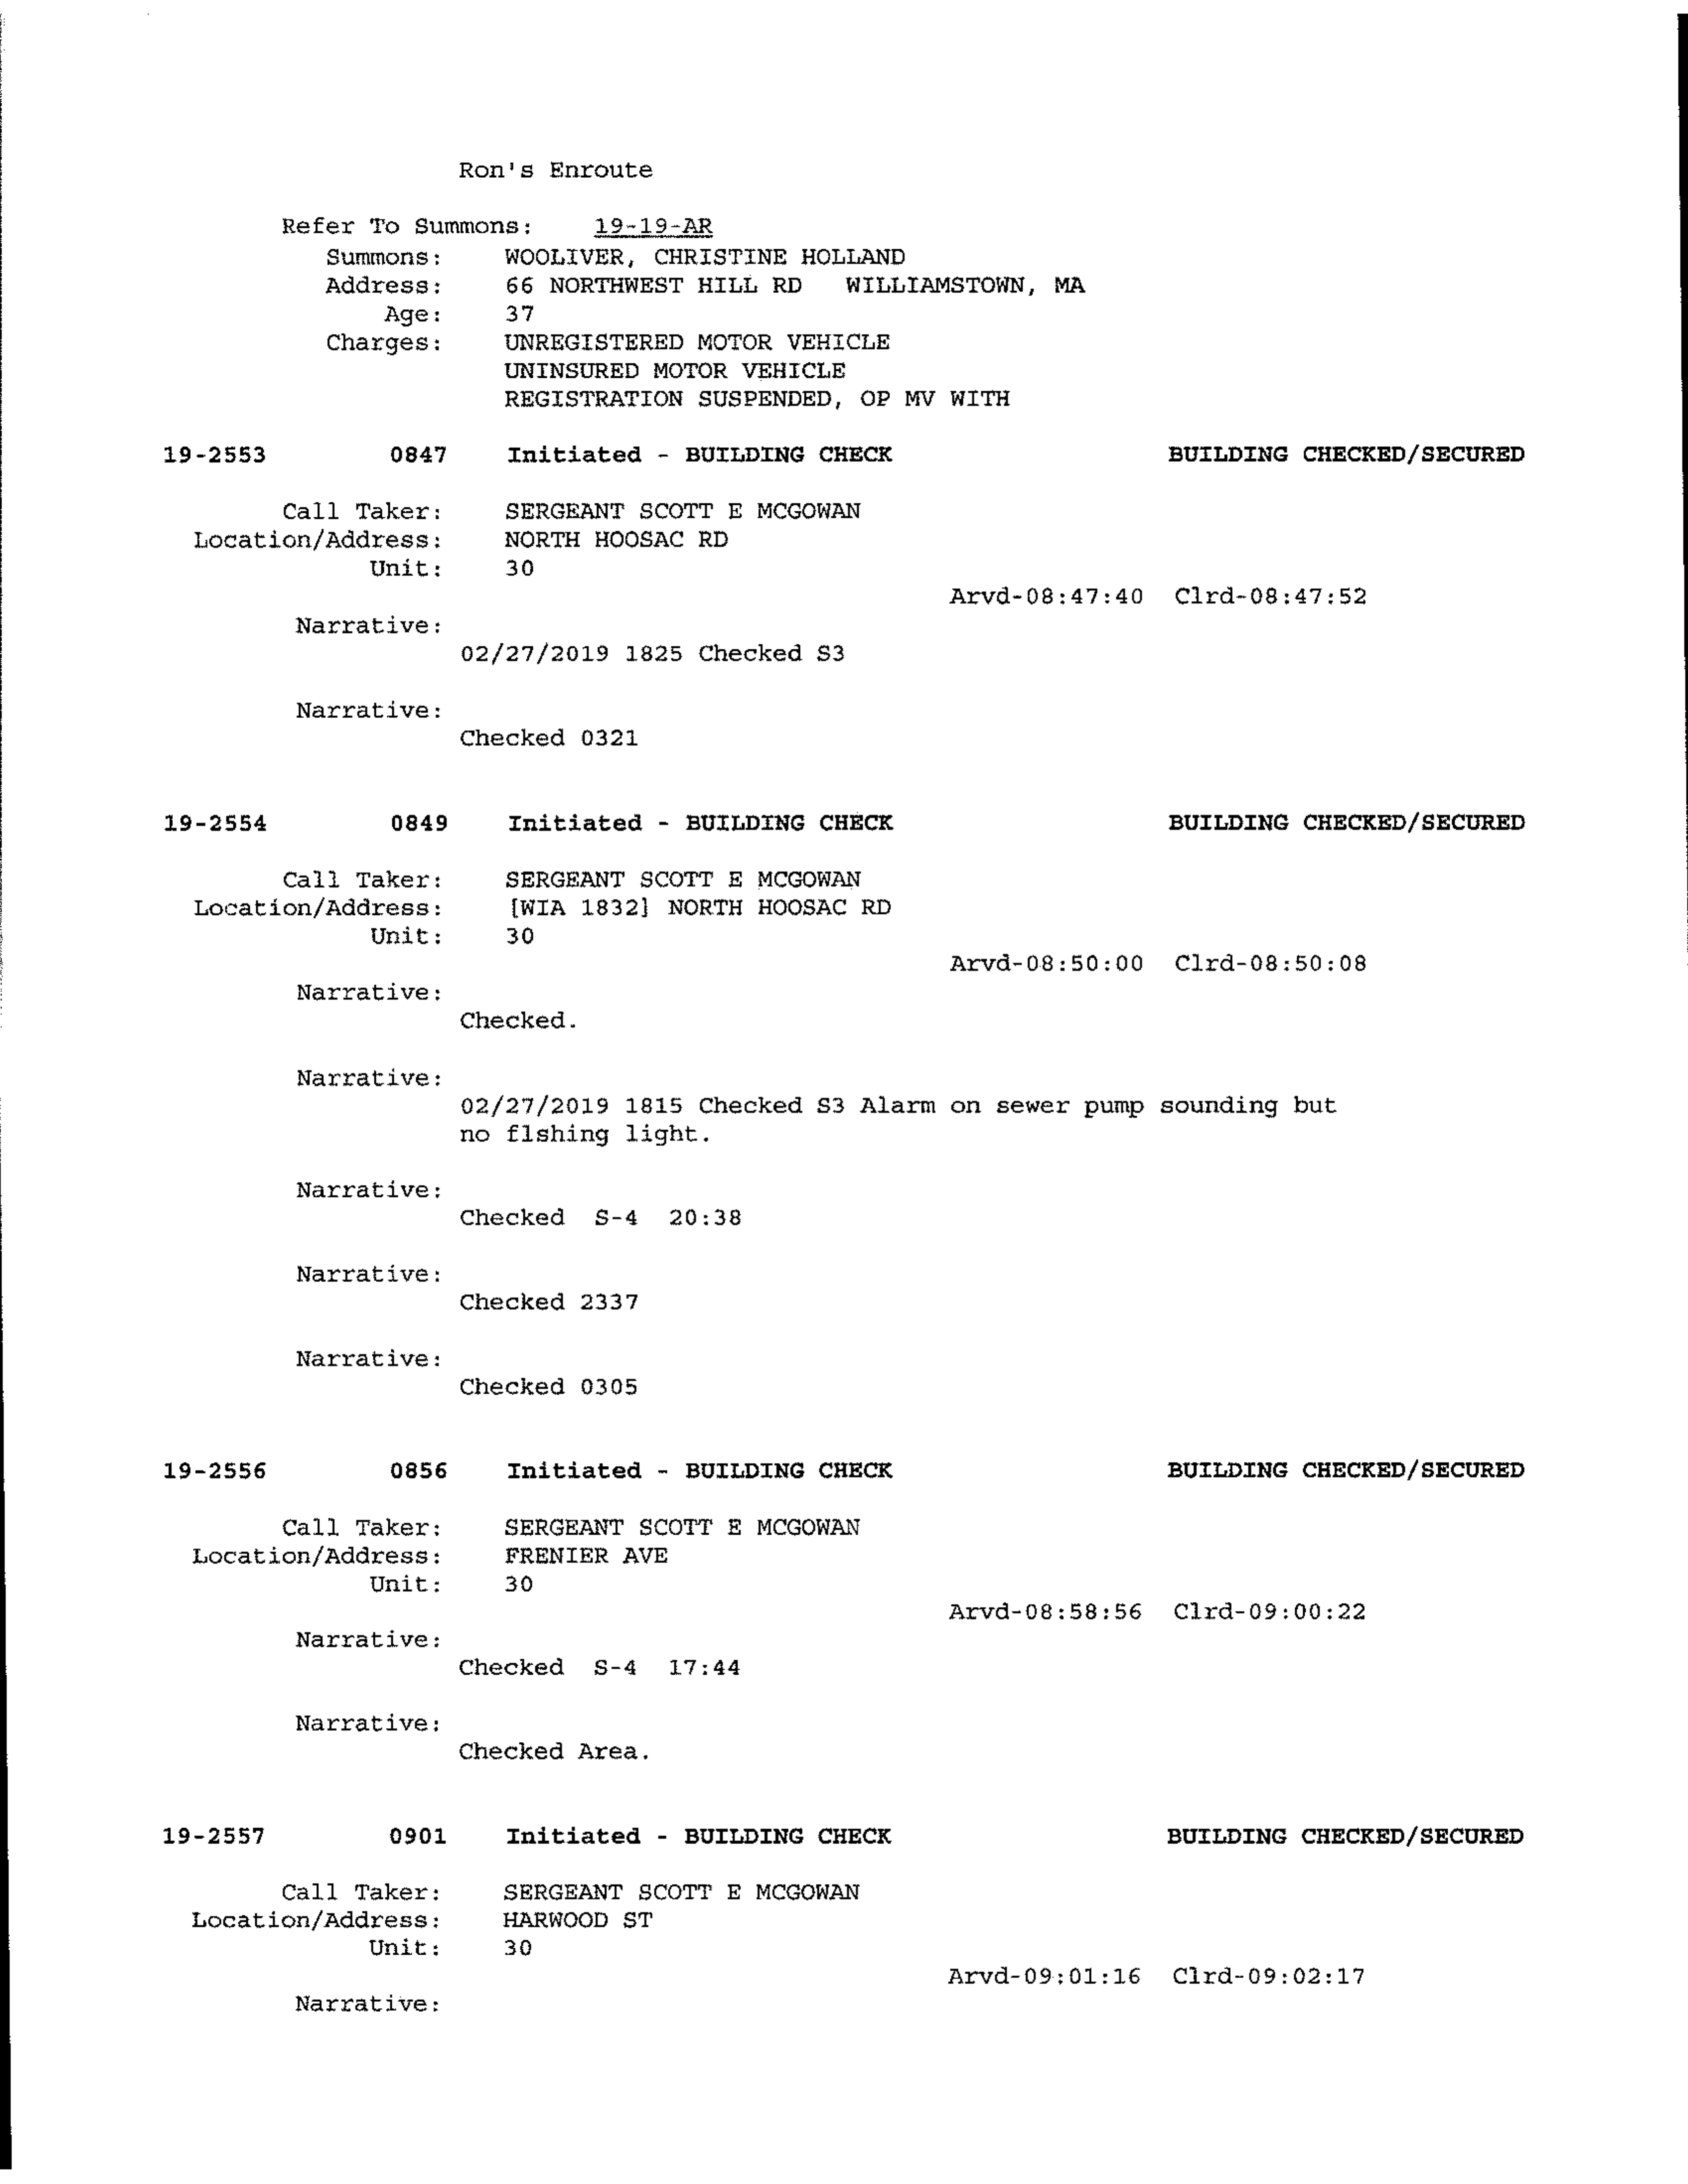 Ron's Enroute
Refer To Summons: 19-19-AR
Summons: WOOLIVER, CHRISTINE HOLLAND
Address: 66 NORTHWEST HILL RD WILLIAMSTOWN, MA
Age: 37
Charges: UNREGISTERED MOTOR VEHICLE
UNINSURED MOTOR VEHICLE
REGISTRATION SUSPENDED, OP MV WITH
19-2553 0847 Initiated - BUILDING CHECK BUILDING CHECKED/SECURED
Call Taker: SERGEANT SCOTT E MCGOWAN
Location/Address: NORTH HOOSAC RD
Unit: 30
Arvd-08:47:40 Clrd-08:47:52
Narrative:
02/27/2019 1825 Checked S3
Narrative:
Checked 0321
19-2554 0849 Initiated - BUILDING CHECK BUILDING CHECKED/SECURED
Call Taker: SERGEANT SCOTT E MCGOWAN
Location/Address: [WIA 1832] NORTH HOOSAC RD
Unit: 30
Arvd-08:50:00 Clrd-08:50:08
Narrative:
Checked.
Narrative:
02/27/2019 1815 Checked S3 Alarm on sewer pump sounding but
no flshing light.
Narrative:
Checked S-4 20:38
Narrative:
Checked 2337
Narrative:
Checked 0305
19-2556 0856 Initiated - BUILDING CHECK BUILDING CHECKED/SECURED
Call Taker: SERGEANT SCOTT E MCGOWAN
Location/Address: FRENIER AVE
Unit: 30
Arvd-08:58:56 Clrd-09:00:22
Narrative:
Checked S-4 17:44
Narrative:
Checked Area.
19-2557 0901 Initiated - BUILDING CHECK BUILDING CHECKED/SECURED
Call Taker: SERGEANT SCOTT E MCGOWAN
Location/Address: HARWOOD ST
Unit: 30
Arvd-09:01:16 Clrd-09:02:17
Narrative: